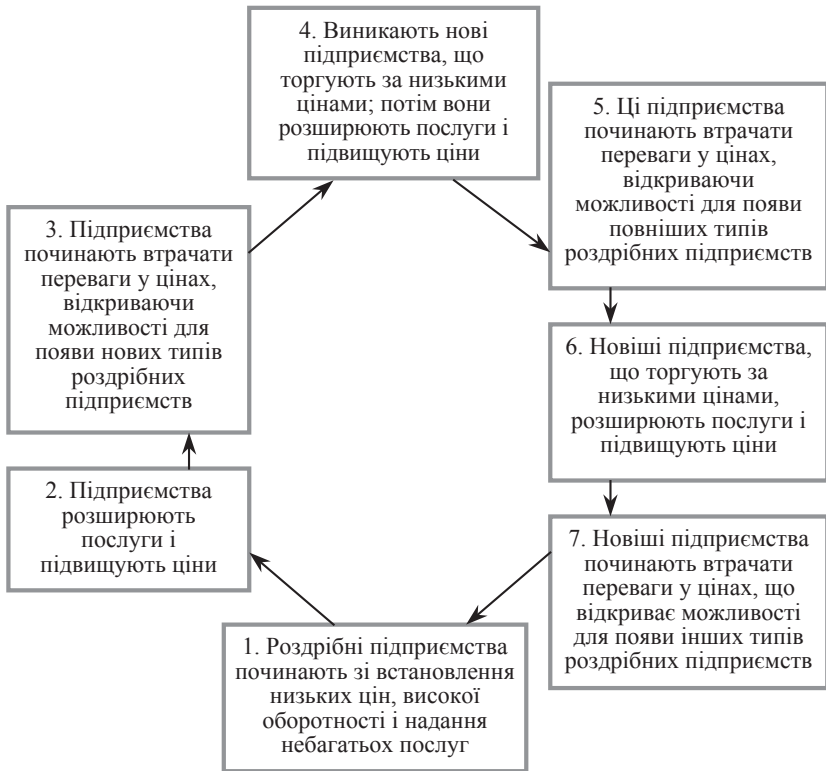 4. Виникають нові
підприємства, що
торгують за низькими
цінами; потім вони
розширюють послуги і
підвищують ціни
5. Ці підприємства
починають втрачати
переваги у цінах,
відкриваючи
можливості для появи
повніших типів
роздрібних підприємств
3. Підприємства
починають втрачати
переваги у цінах,
відкриваючи
можливості для
появи нових типів
роздрібних
підприємств
6. Новіші підприємства,
що торгують за
низькими цінами,
розширюють послуги і
підвищують ціни
2. Підприємства
розширюють
послуги і
підвищують ціни
7. Новіші підприємства
починають втрачати
переваги у цінах, що
відкриває можливості
для появи інших типів
роздрібних підприємств
1. Роздрібні підприємства
починають зі встановлення
низьких цін, високої
оборотності і надання
небагатьох послуг